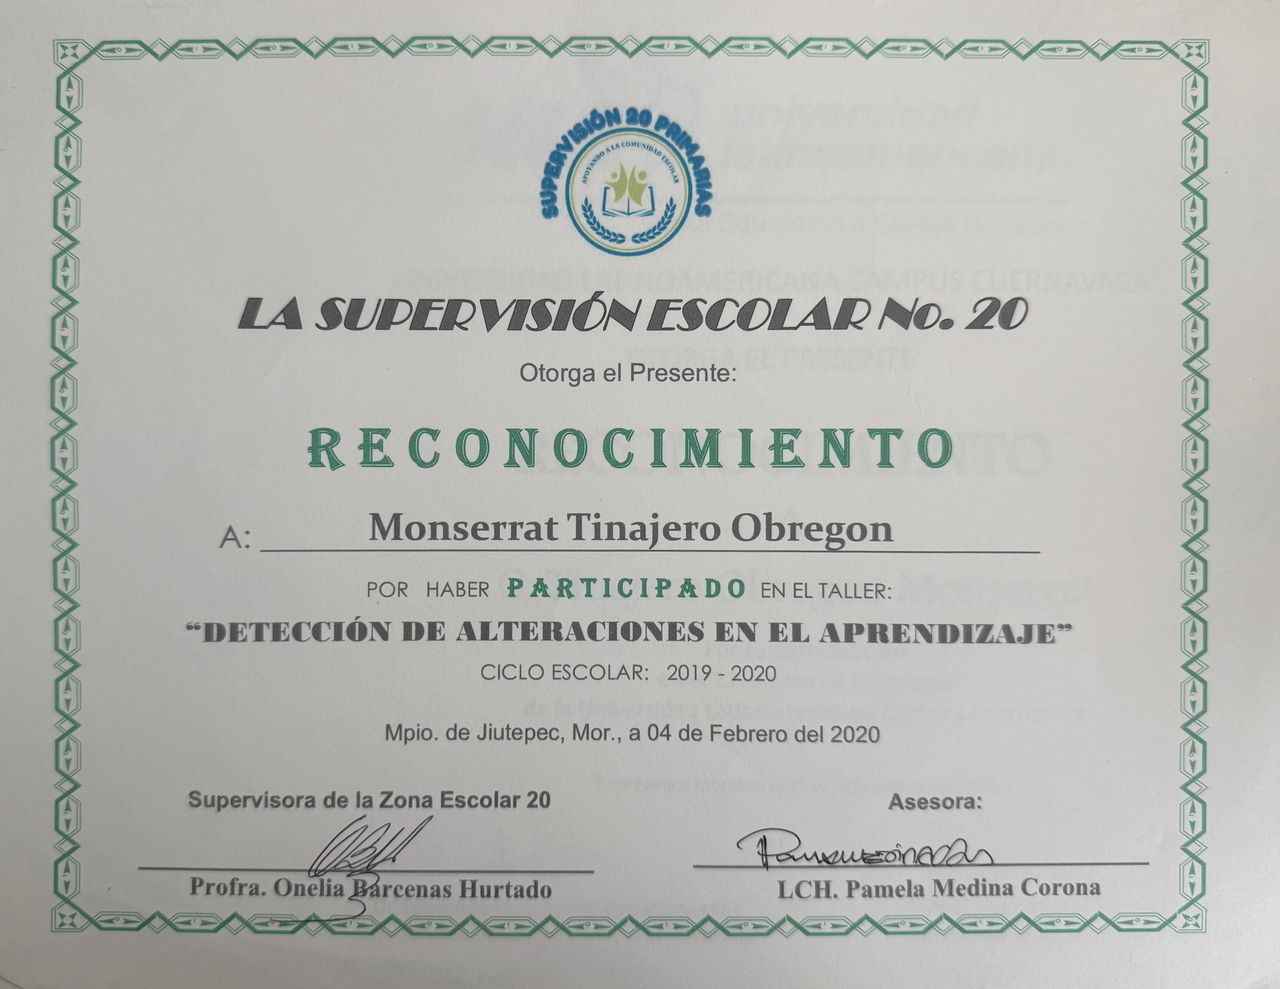 SUPERVISIÓN 20 PRIMARIAS
APOYANDO A LA COMUNIDAD ESCOLAR
LA SUPERVISIÓN ESCOLAR No. 20
Otorga el Presente:
RECONOCIMIENTO
A: Monserrat Tinajero Obregon
POR HABER PARTICIPADO EN EL TALLER:
“DETECCIÓN DE ALTERACIONES EN EL APRENDIZAJE”
CICLO ESCOLAR: 2019 - 2020
Mpio. de Jiutepec, Mor., a 04 de Febrero del 2020
Supervisora de la Zona Escolar 20
Asesora:
Profra. Onelia Bárcenas Hurtado
LCH. Pamela Medina Corona